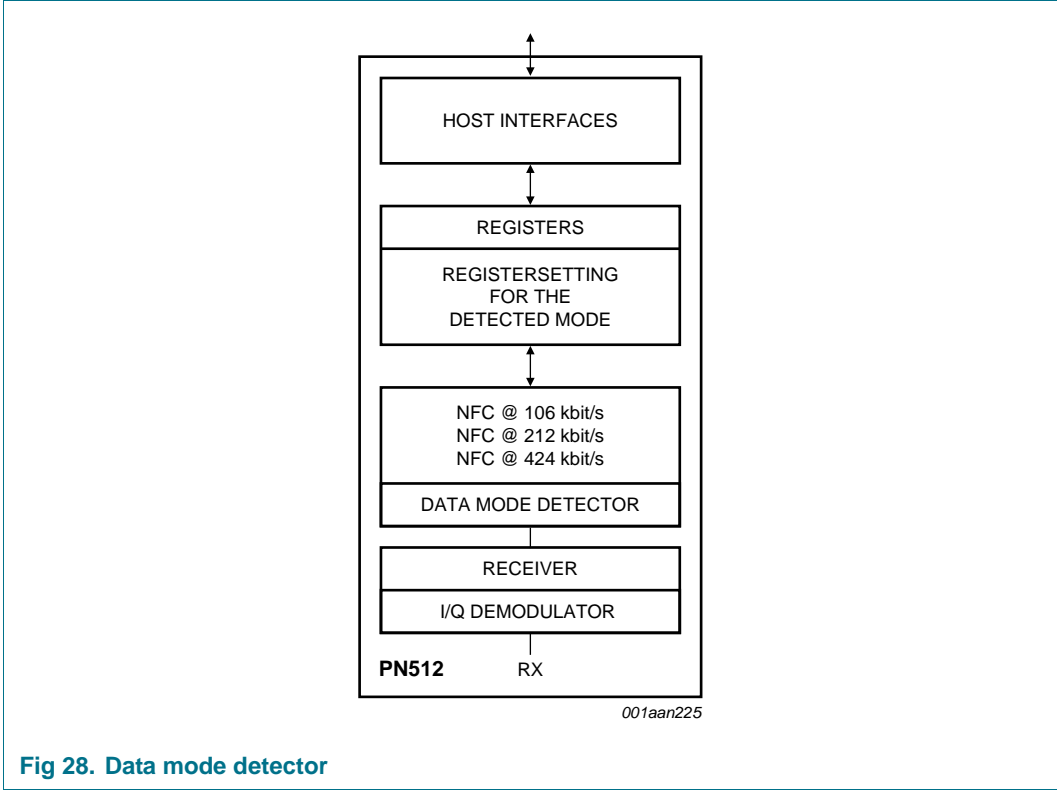 HOST INTERFACES
REGISTERS
REGISTERSETTING
FOR THE
DETECTED MODE
NFC @ 106 kbit/s
NFC @ 212 kbit/s
NFC @ 424 kbit/s
DATA MODE DETECTOR
RECEIVER
I/Q DEMODULATOR
PN512 RX
001aan225
Fig 28. Data mode detector